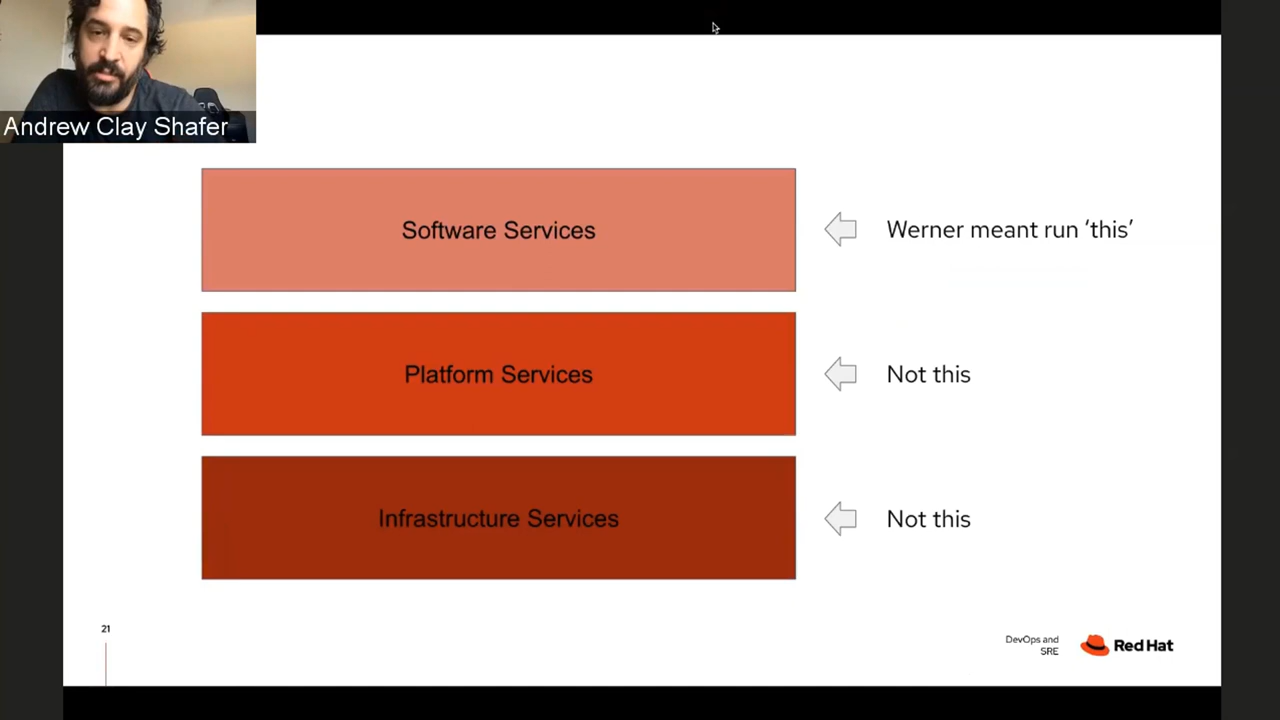 Andrew Clay Shafer
Software Services
Werner meant run ‘this’
Platform Services
Not this
Infrastructure Services
Not this
21
DevOps and
SRE
Red Hat